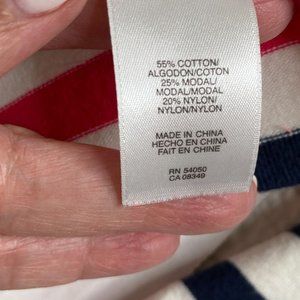 55% COTTON/
ALGODON/COTON
25% MODAL/
MODAL/MODAL
20% NYLON/
NYLON/NYLON
MADE IN CHINA
HECHO EN CHINA
FAIT EN CHINE
RN 54050
CA 08349